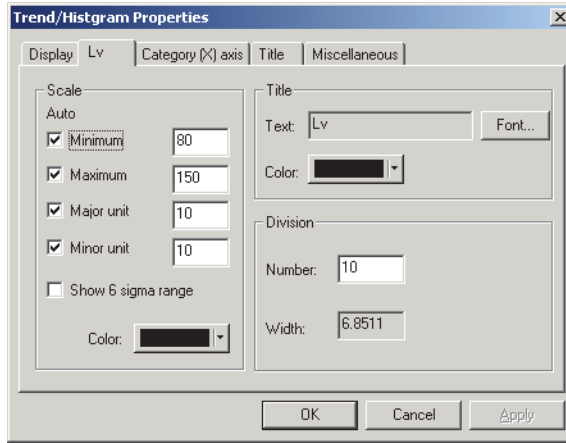 Trend/Histgram Properties
Display Lv Category (X) axis Title Miscellaneous
Scale
Auto
Minimum 80
Maximum 150
Major unit 10
Minor unit 10
Show 6 sigma range
Color:
Title
Text: Lv Font...
Color:
Division
Number: 10
Width: 6.8511
OK Cancel Apply